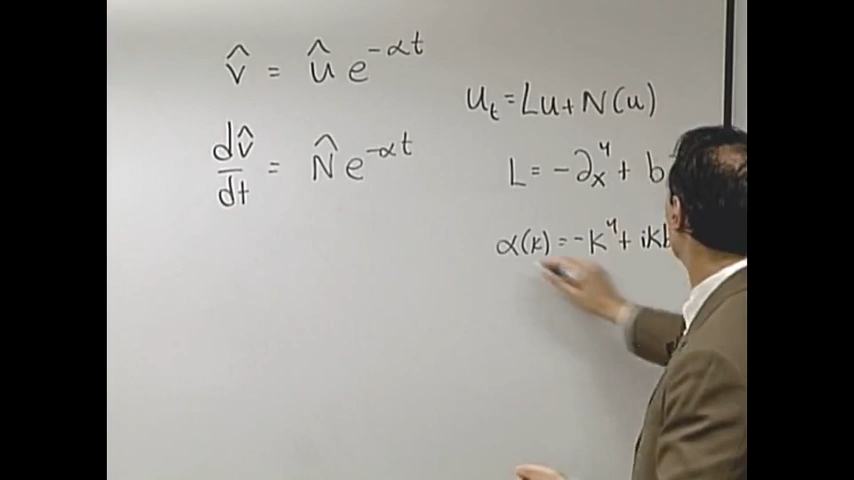 v̂ = û e^{-αt}
dv̂/dt = N̂ e^{-αt}
u_t = Lu + N(u)
L = -∂_x^4 + b
α(k) = -k^4 + ikb